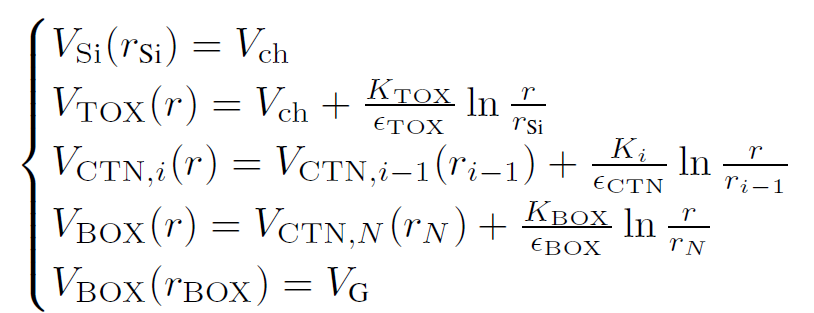 V_Si(r_Si) = V_ch
V_TOX(r) = V_ch + K_TOX/ϵ_TOX ln r/r_Si
V_CTN,i(r) = V_CTN,i−1(r_i−1) + K_i/ϵ_CTN ln r/r_i−1
V_BOX(r) = V_CTN,N(r_N) + K_BOX/ϵ_BOX ln r/r_N
V_BOX(r_BOX) = V_G